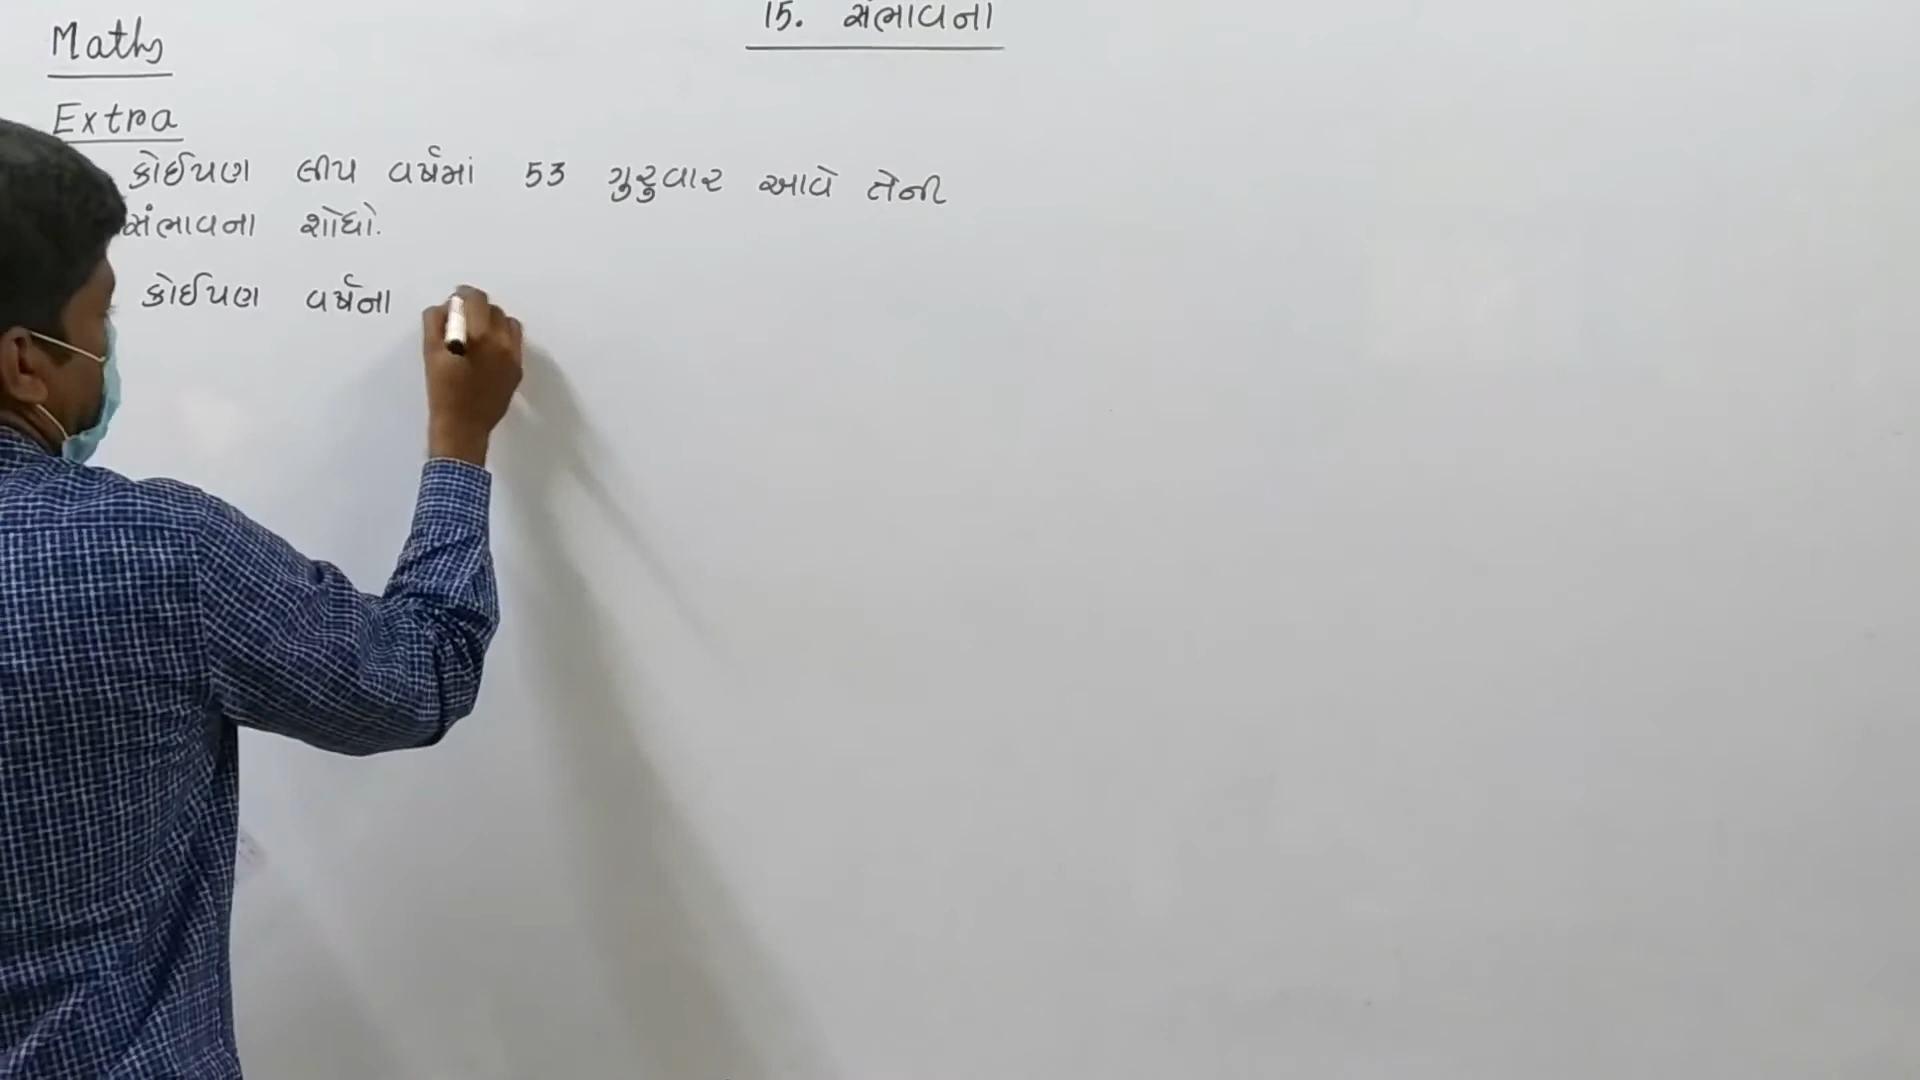 15. સંભાવના
Maths
Extra
કોઈપણ લીપ વર્ષમાં 53 ગુરુવાર આવે તેની
સંભાવના શોધો.
કોઈપણ વર્ષના